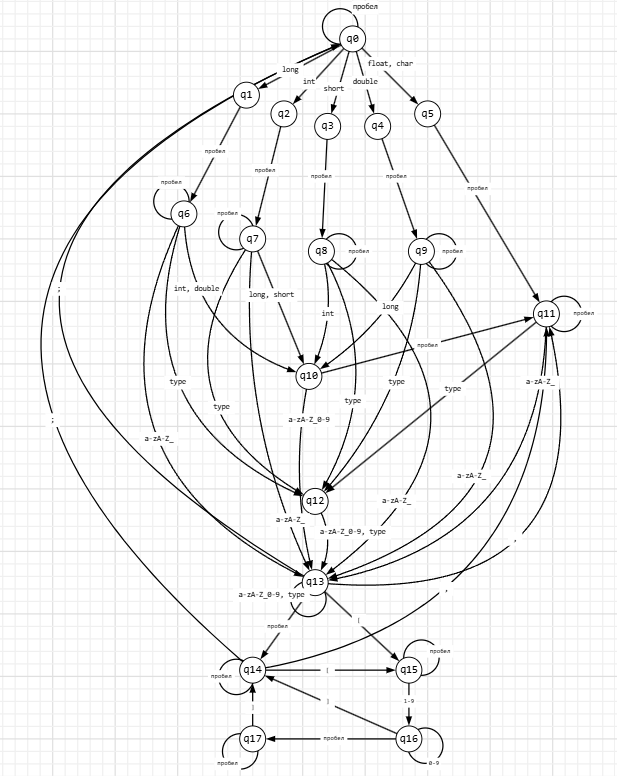 пробел
q0
float, char
long
int
double
short
q1
q2
q3
q4
q5
пробел
пробел
пробел
пробел
пробел
пробел
q6
пробел
q7
q8
пробел
q9
пробел
;
int, double
long, short
int
long
q11
пробел
пробел
q10
type
type
type
type
type
a-zA-Z_
;
a-zA-Z_0-9
a-zA-Z_
a-zA-Z_
a-zA-Z_
q12
a-zA-Z_
a-zA-Z_0-9, type
,
q13
a-zA-Z_0-9, type
,
пробел
[
q14
пробел
[
q15
пробел
]
1-9
]
q17
пробел
пробел
q16
0-9